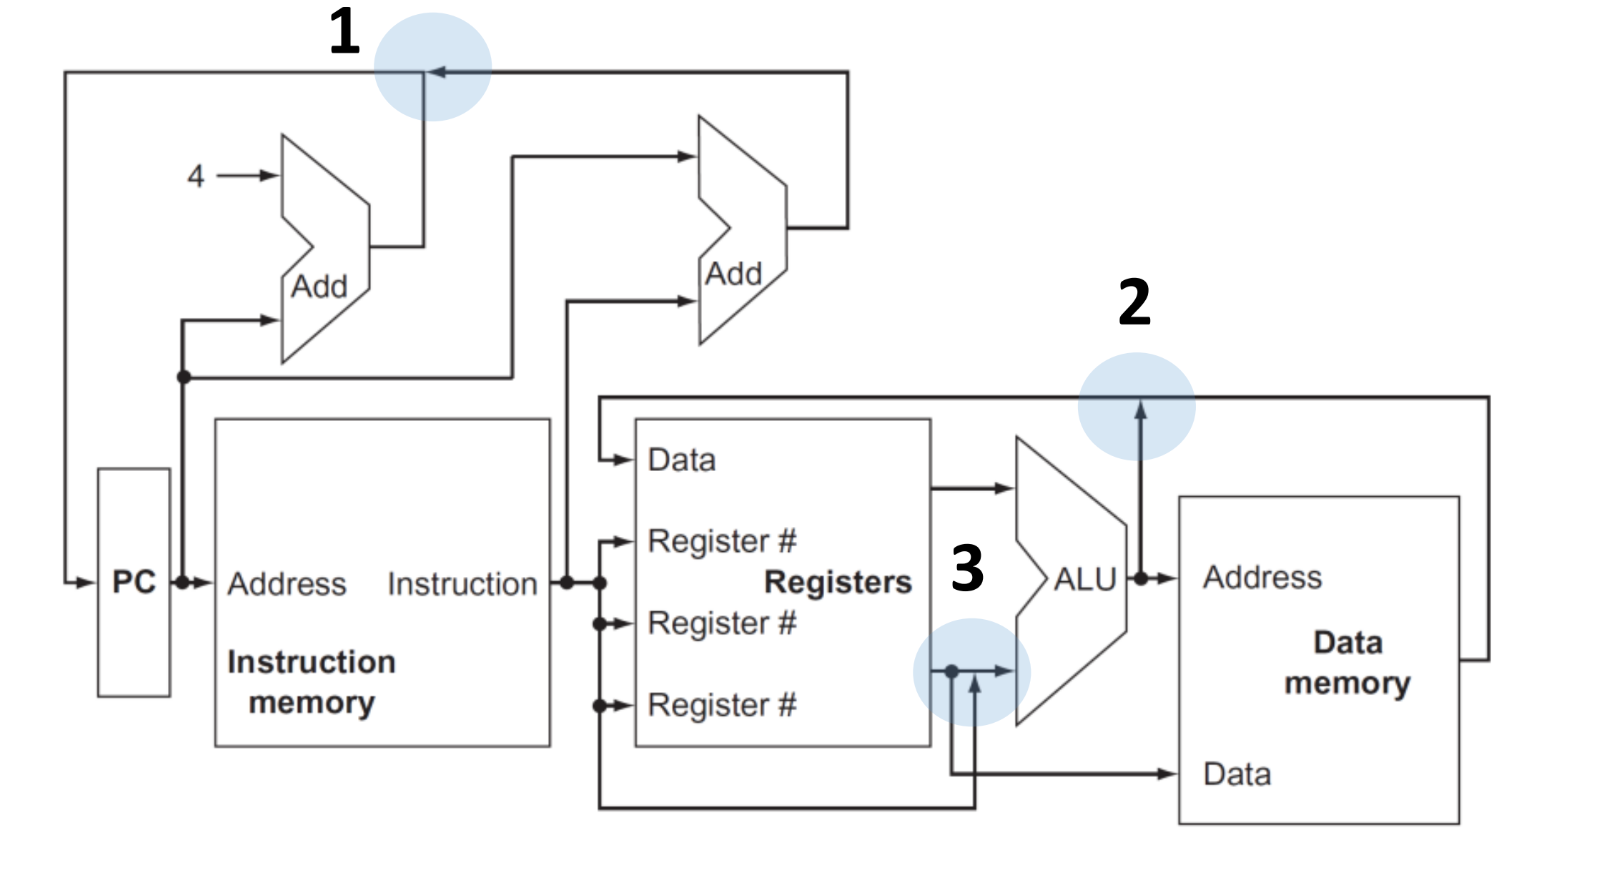 1
4
Add
Add
2
Data
Register #
3
PC
Address
Instruction
Registers
ALU
Address
Register #
Instruction
memory
Data
memory
Register #
Data